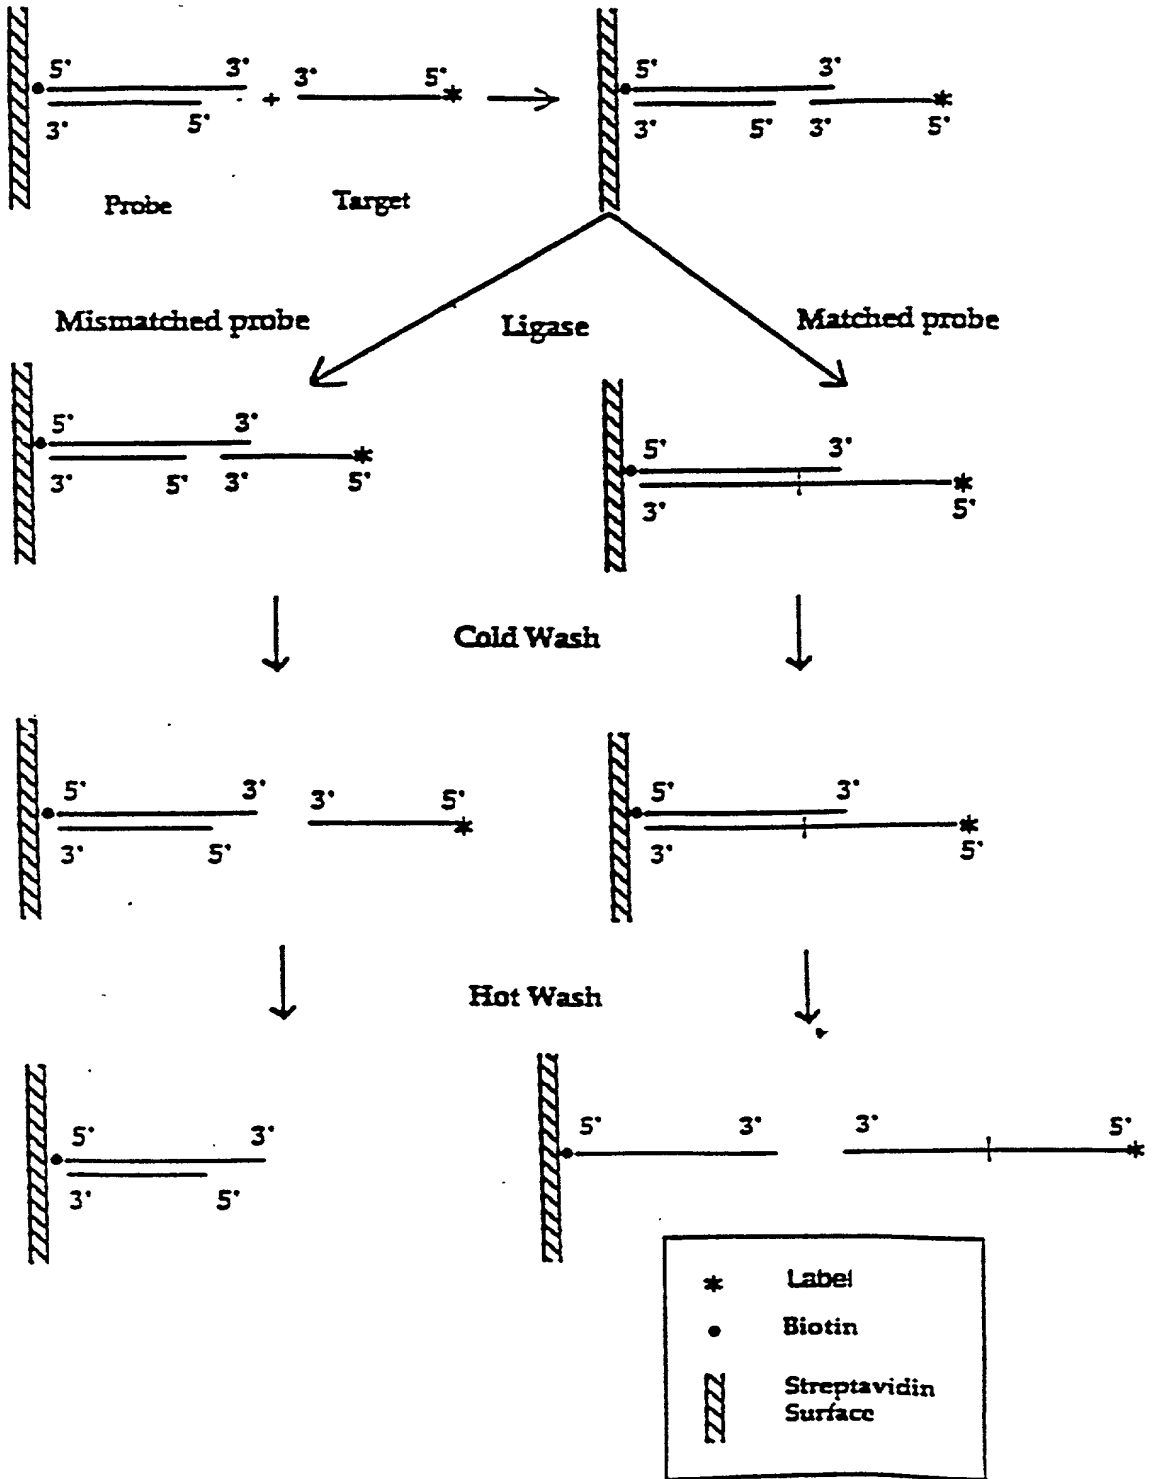 5' 3' 3' 5'* 5' 3'
+
3' 5' 3' 5' 3' 5'
Probe Target
Mismatched probe Ligase Matched probe
5' 3' 5' 3'
3' 5' 3' 5' 3' 5'
Cold Wash
5' 3' 3' 5' 5' 3'
3' 5' 3' 5'
Hot Wash
5' 3' 5' 3' 3' 5'
3' 5'
* Label
Biotin
Streptavidin
Surface